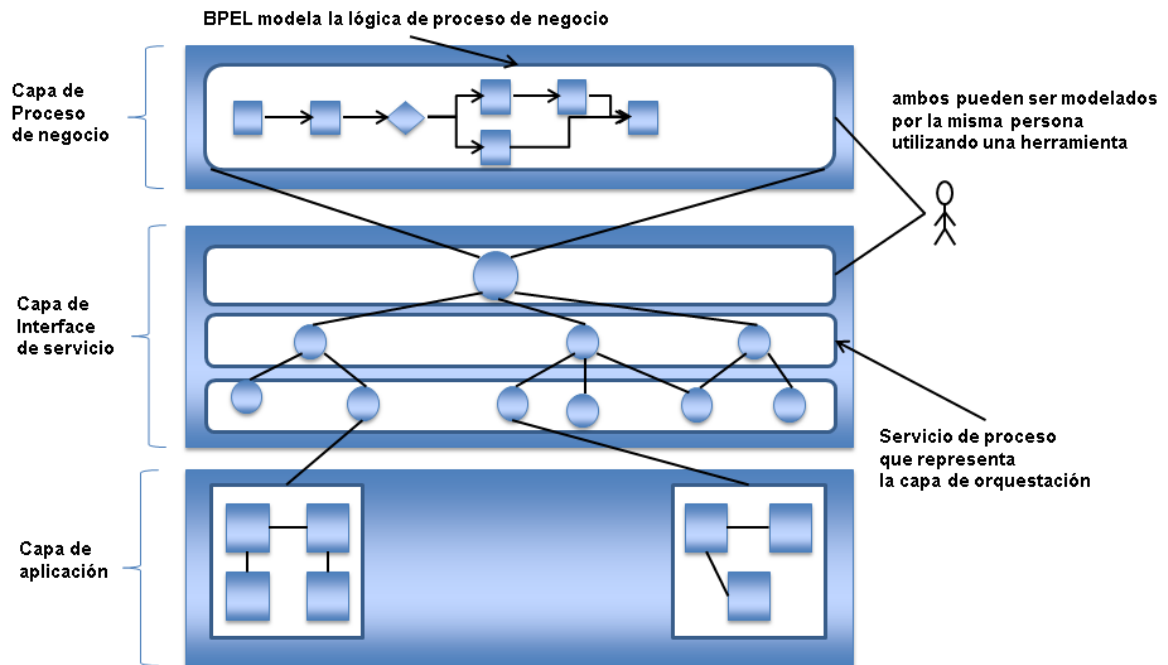 BPEL modela la lógica de proceso de negocio
Capa de
Proceso
de negocio
ambos pueden ser modelados
por la misma persona
utilizando una herramienta
Capa de
Interface
de servicio
Servicio de proceso
que representa
la capa de orquestación
Capa de
aplicación